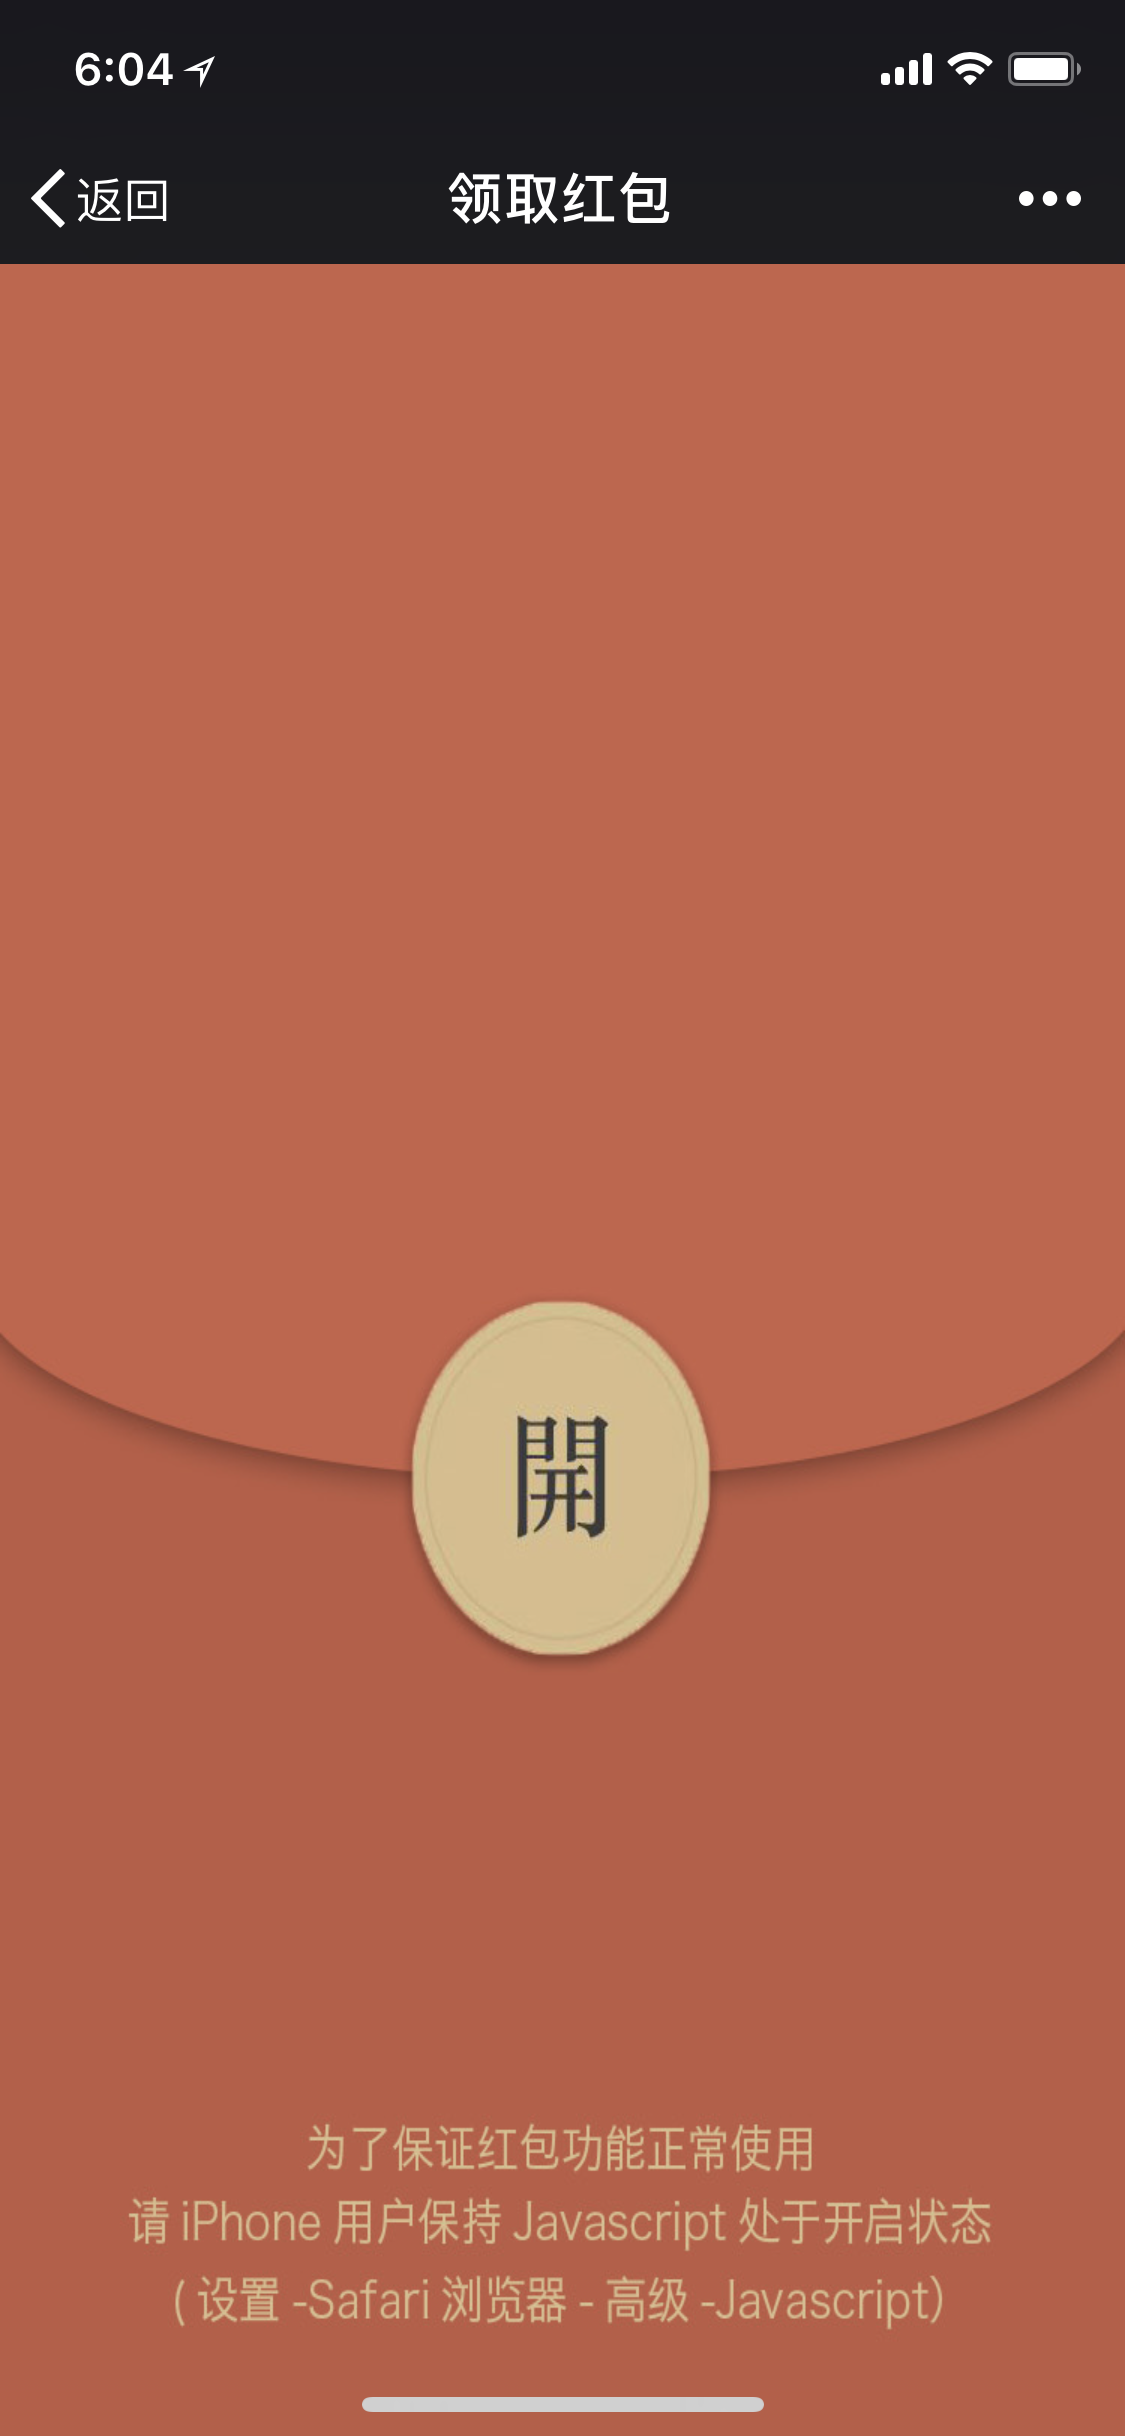 6:04
返回
领取红包
開
为了保证红包功能正常使用
请 iPhone 用户保持 Javascript 处于开启状态
( 设置 -Safari 浏览器 - 高级 -Javascript）